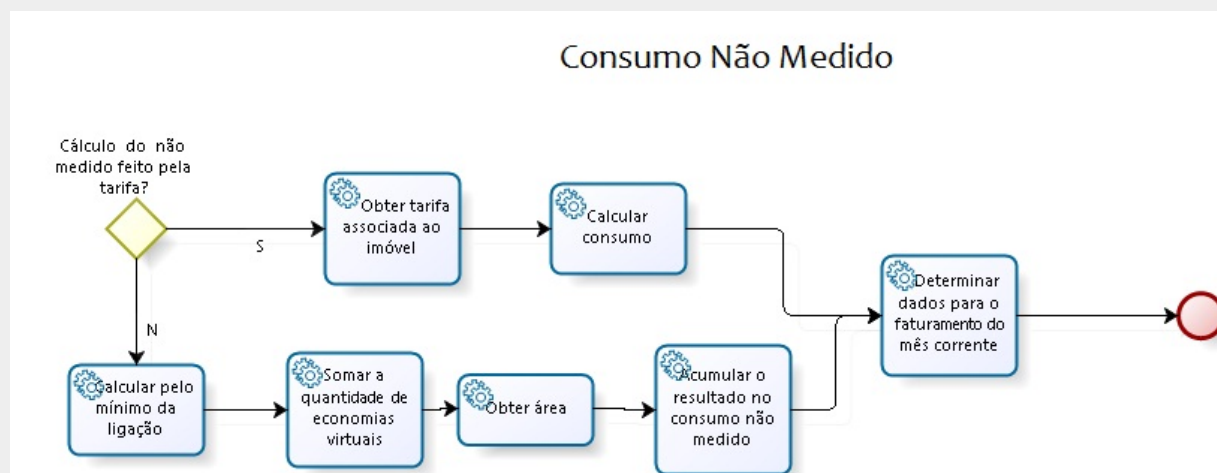 Consumo Não Medido
Cálculo do não
medido feito pela
tarifa?
S
N
Obter tarifa
associada ao
imóvel
Calcular
consumo
Determinar
dados para o
faturamento do
mês corrente
Calcular pelo
mínimo da
ligação
Somar a
quantidade de
economias
virtuais
Obter área
Acumular o
resultado no
consumo não
medido